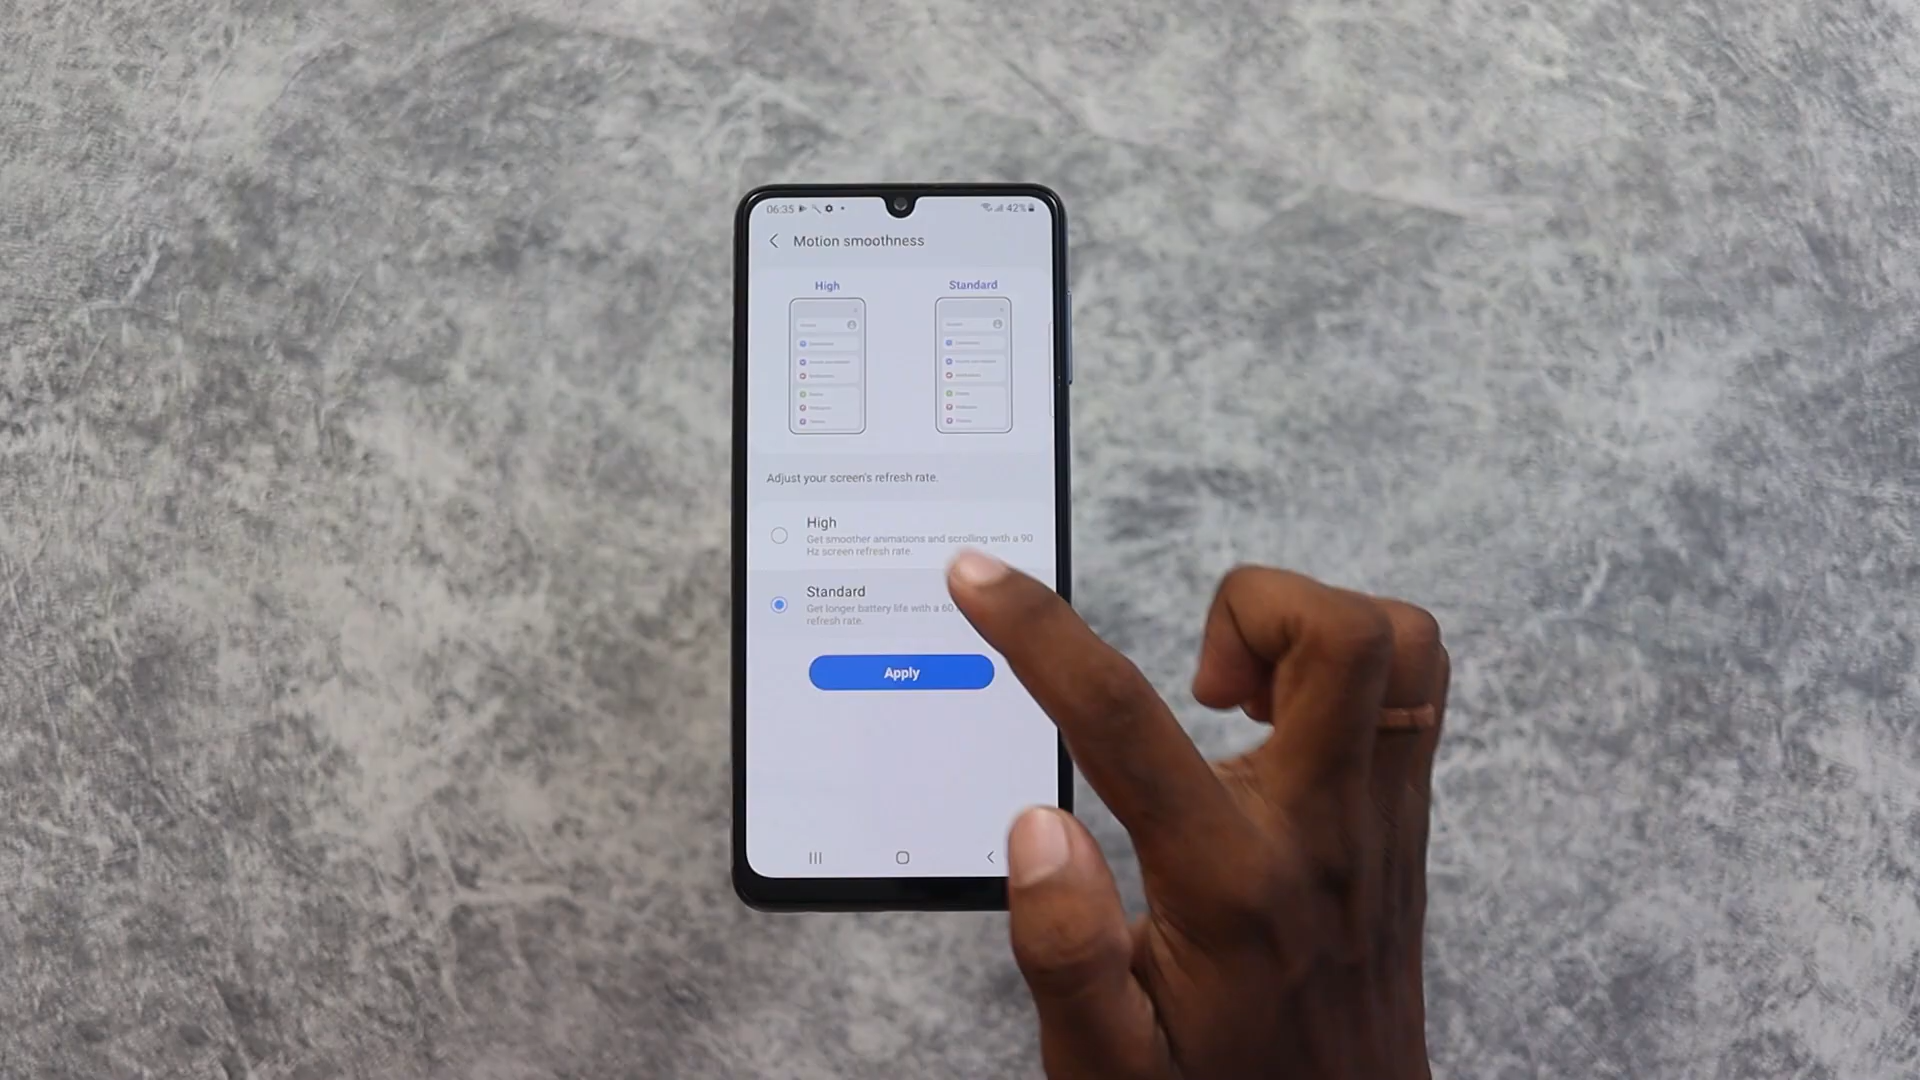 06:35 42%
Motion smoothness
High Standard
Adjust your screen's refresh rate.
High
Get smoother animations and scrolling with a 90
Hz screen refresh rate.
Standard
Get longer battery life with a 60
refresh rate.
Apply